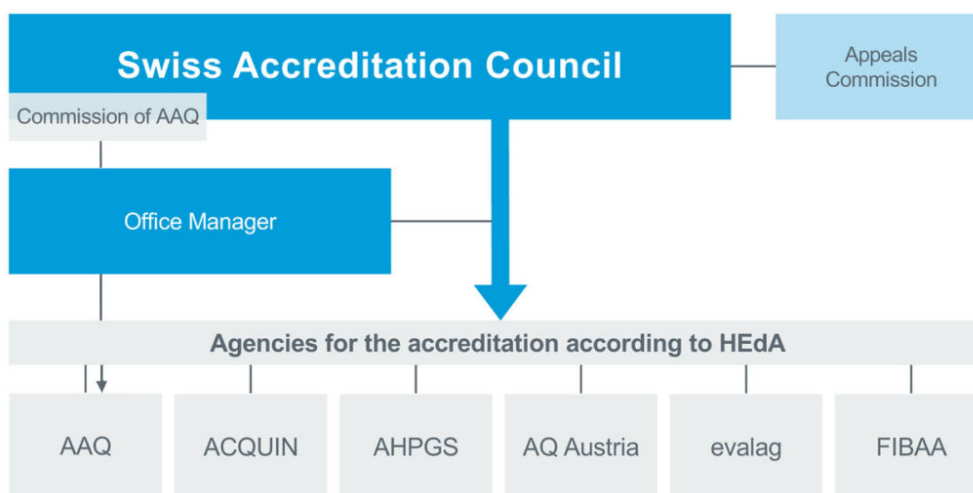 Swiss Accreditation Council
Appeals
Commission
Commission of AAQ
Office Manager
Agencies for the accreditation according to HEdA
AAQ
ACQUIN
AHPGS
AQ Austria
evalag
FIBAA